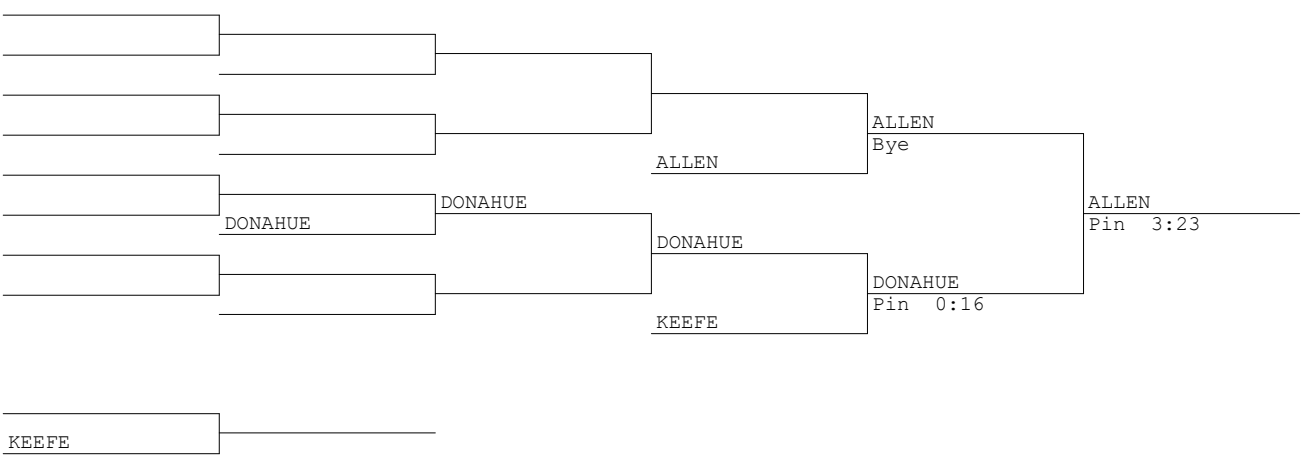 ALLEN
Bye
ALLEN
DONAHUE
ALLEN
DONAHUE
Pin 3:23
DONAHUE
DONAHUE
Pin 0:16
KEEFE
KEEFE